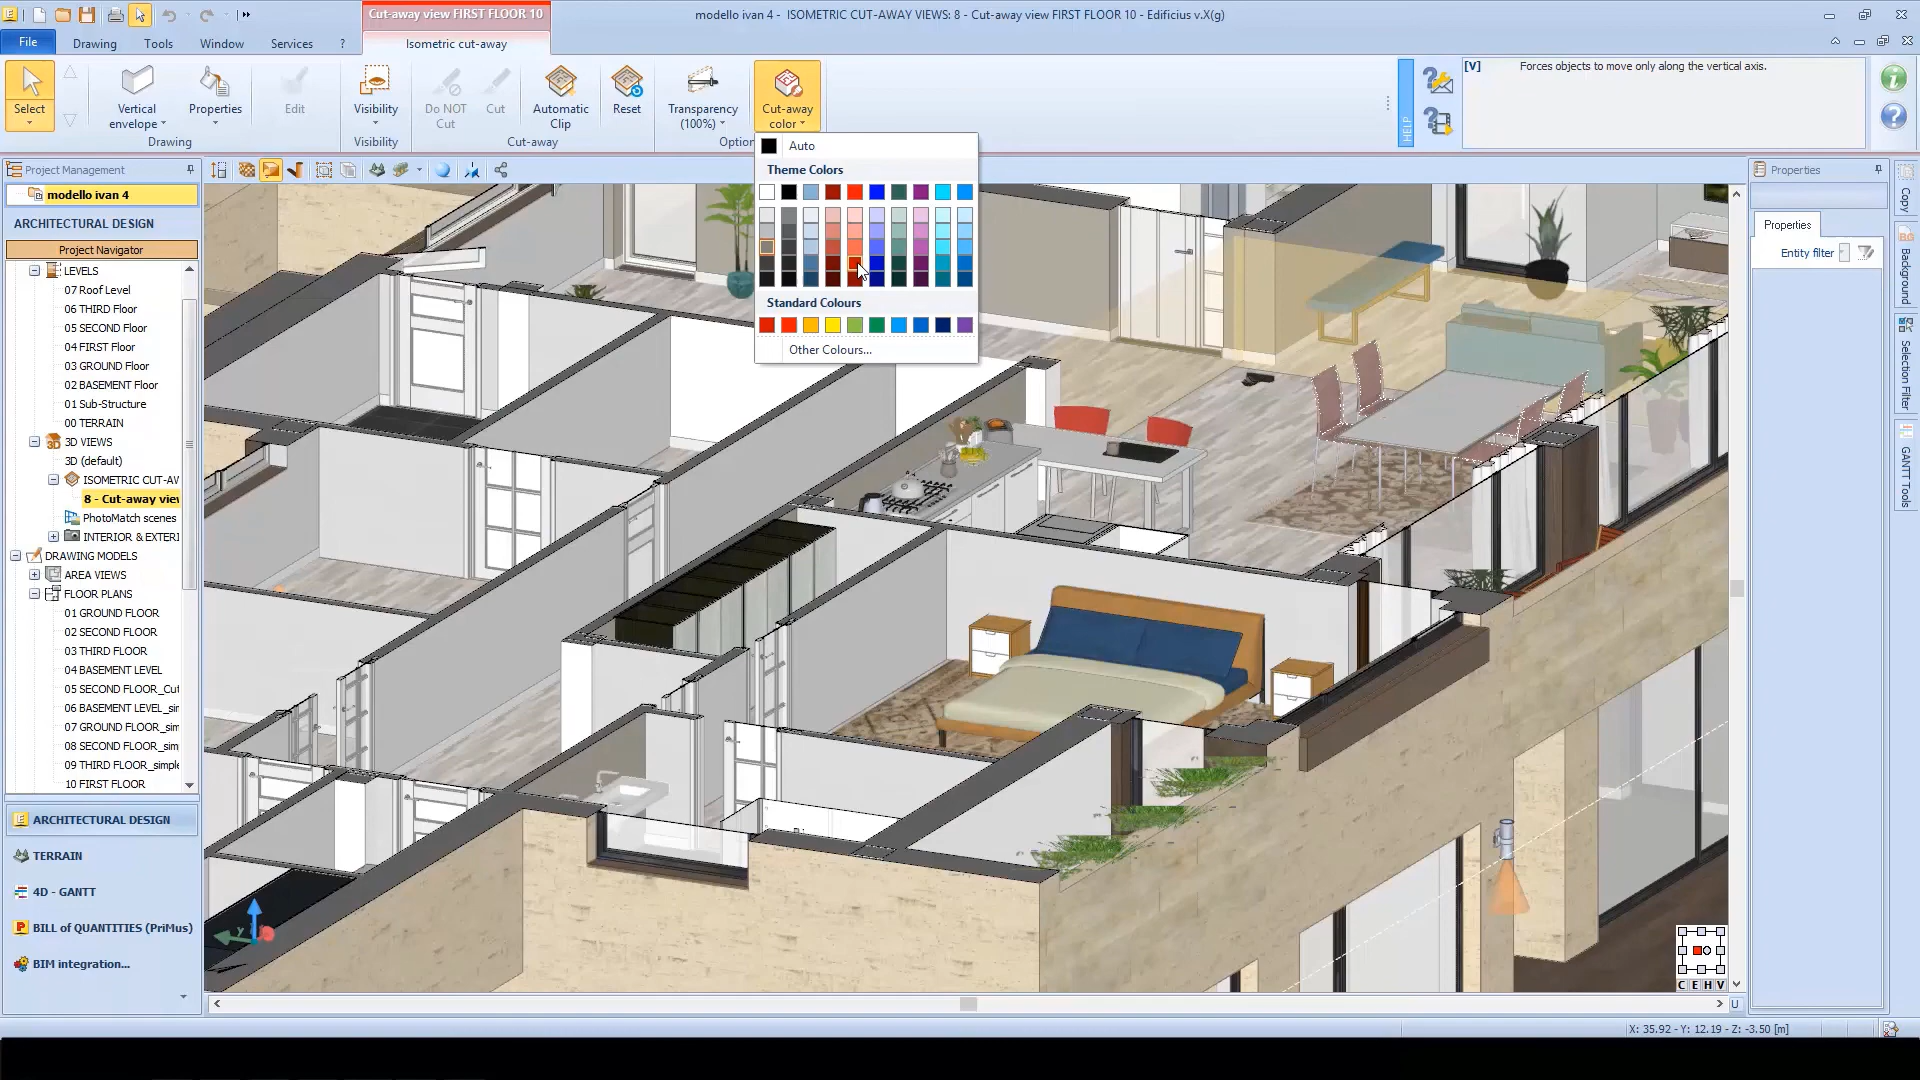 Cut-away view FIRST FLOOR 10
modello ivan 4 - ISOMETRIC CUT-AWAY VIEWS: 8 - Cut-away view FIRST FLOOR 10 - Edificius v.X(g)
File Drawing Tools Window Services ? Isometric cut-away
Select
Vertical envelope
Properties
Edit
Visibility
Do NOT Cut
Cut
Automatic Clip
Reset
Transparency (100%)
Cut-away color
Drawing Visibility Cut-away Option
HELP
[V] Forces objects to move only along the vertical axis.
Auto
Theme Colors
Standard Colours
Other Colours...
Project Management
modello ivan 4
ARCHITECTURAL DESIGN
Project Navigator
LEVELS
07 Roof Level
06 THIRD Floor
05 SECOND Floor
04 FIRST Floor
03 GROUND Floor
02 BASEMENT Floor
01 Sub-Structure
00 TERRAIN
3D VIEWS
3D (default)
ISOMETRIC CUT-AW
8 - Cut-away view
PhotoMatch scenes
INTERIOR & EXTERI
DRAWING MODELS
AREA VIEWS
FLOOR PLANS
01 GROUND FLOOR
02 SECOND FLOOR
03 THIRD FLOOR
04 BASEMENT LEVEL
05 SECOND FLOOR_Cut
06 BASEMENT LEVEL_sim
07 GROUND FLOOR_sim
08 SECOND FLOOR_sim
09 THIRD FLOOR_simple
10 FIRST FLOOR
ARCHITECTURAL DESIGN
TERRAIN
4D - GANTT
BILL of QUANTITIES (PriMus)
BIM integration...
Properties
Properties
Entity filter
Copy
Background
Selection Filter
GANTT Tools
C E H V
U
X: 35.92 - Y: 12.19 - Z: -3.50 [m]